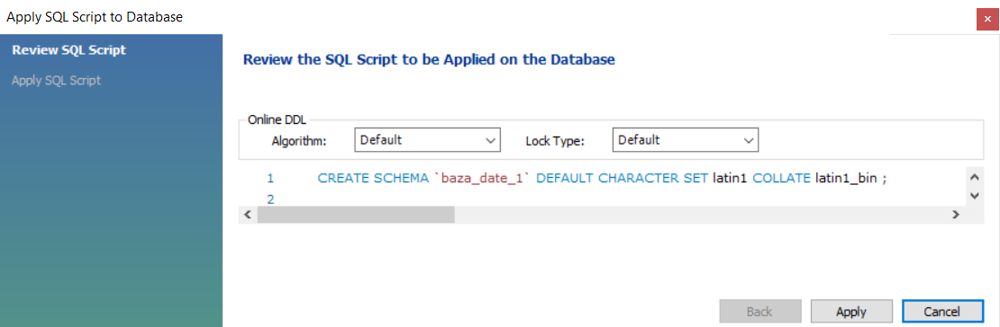 Apply SQL Script to Database
Review SQL Script
Apply SQL Script
Review the SQL Script to be Applied on the Database
Online DDL
Algorithm: Default Lock Type: Default
1 CREATE SCHEMA `baza_date_1` DEFAULT CHARACTER SET latin1 COLLATE latin1_bin ;
2
Back Apply Cancel